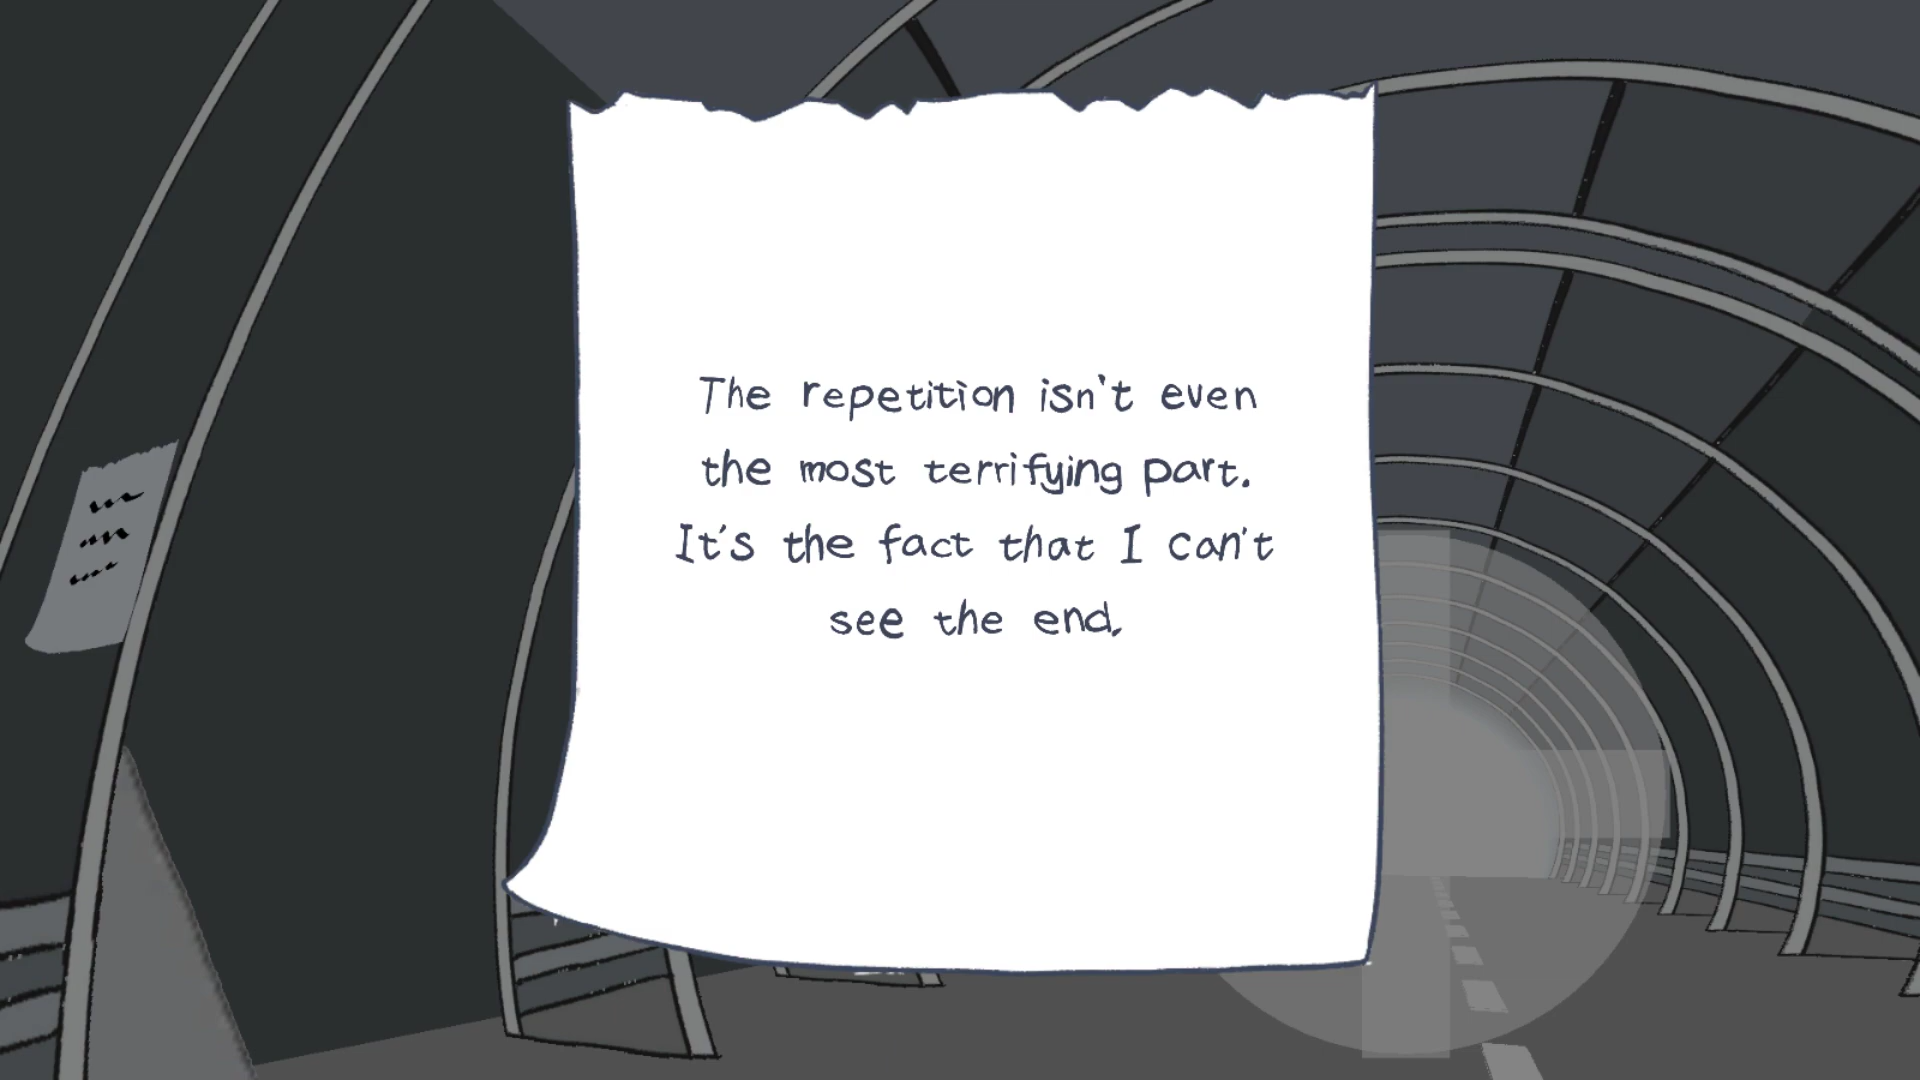 The repetition isn't even
the most terrifying part.
It's the fact that I can't
see the end.